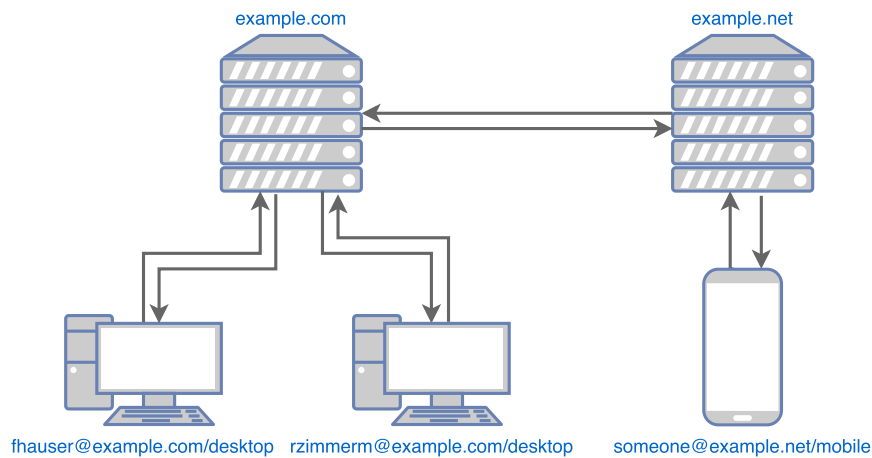 example.com
example.net
fhauser@example.com/desktop
rzimmerm@example.com/desktop
someone@example.net/mobile